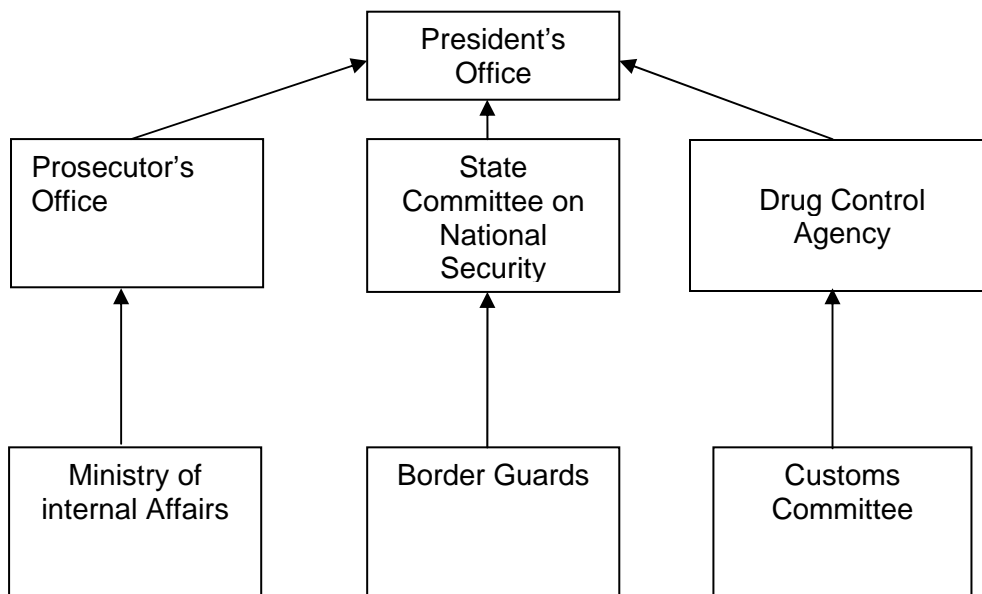 President’s
Office
Prosecutor’s
Office
State
Committee on
National
Security
Drug Control
Agency
Ministry of
internal Affairs
Border Guards
Customs
Committee